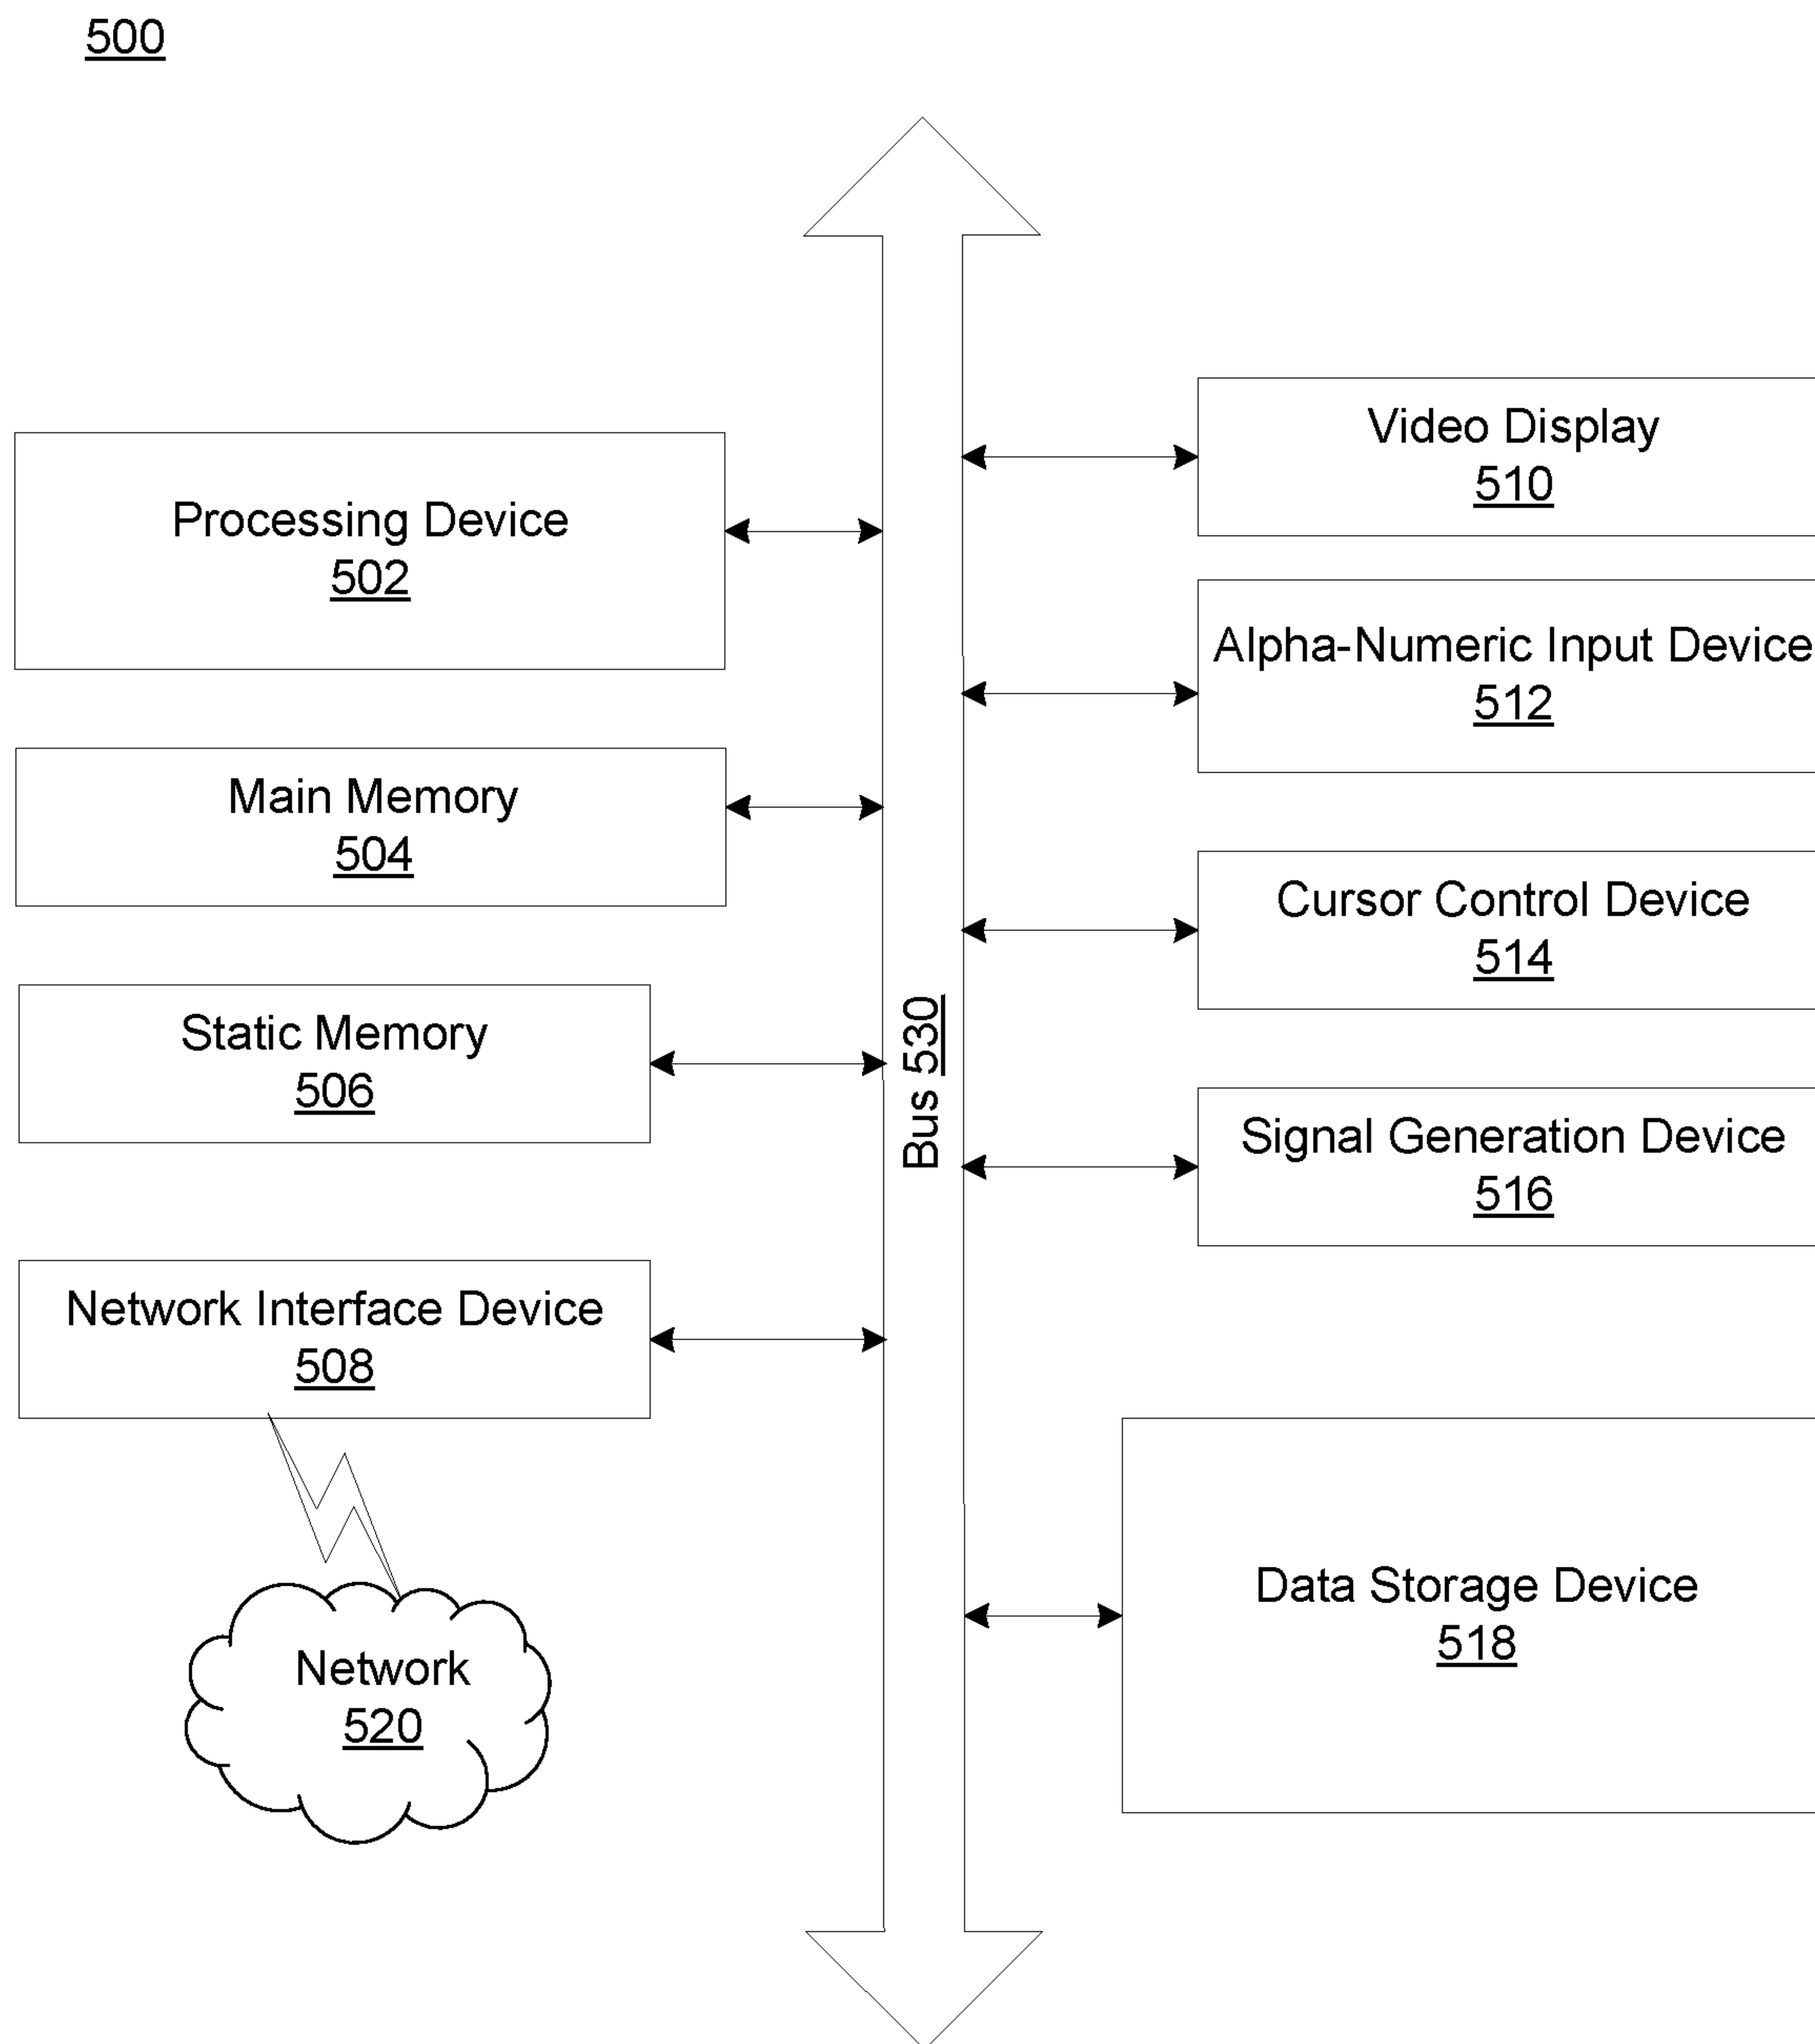 500
Processing Device
502
Main Memory
504
Static Memory
506
Network Interface Device
508
Network
520
Bus 530
Video Display
510
Alpha-Numeric Input Device
512
Cursor Control Device
514
Signal Generation Device
516
Data Storage Device
518